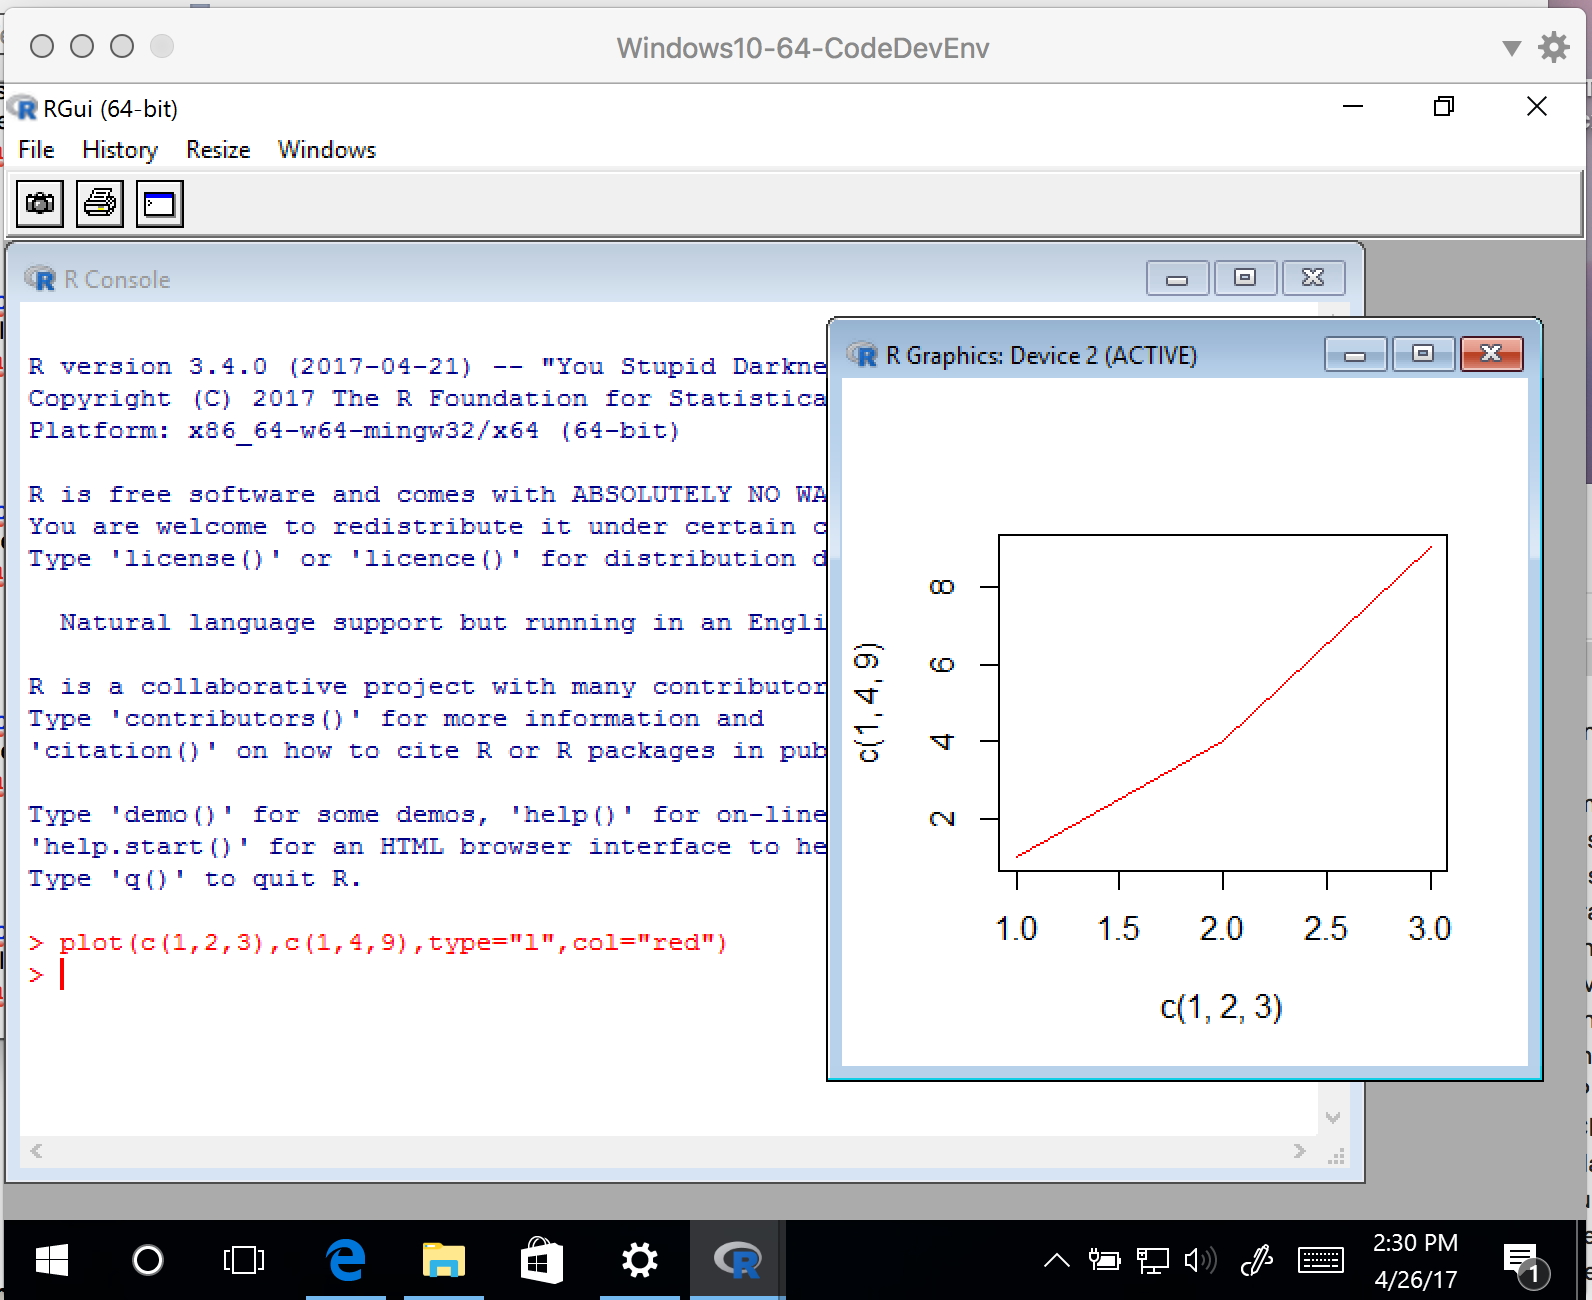 Windows10-64-CodeDevEnv
RGui (64-bit)
File History Resize Windows
R Console
R version 3.4.0 (2017-04-21) -- "You Stupid Darkne
Copyright (C) 2017 The R Foundation for Statistica
Platform: x86_64-w64-mingw32/x64 (64-bit)
R is free software and comes with ABSOLUTELY NO WA
You are welcome to redistribute it under certain c
Type 'license()' or 'licence()' for distribution d
Natural language support but running in an Engli
R is a collaborative project with many contributor
Type 'contributors()' for more information and
'citation()' on how to cite R or R packages in pub
Type 'demo()' for some demos, 'help()' for on-line
'help.start()' for an HTML browser interface to he
Type 'q()' to quit R.
> plot(c(1,2,3),c(1,4,9),type="l",col="red")
>
R Graphics: Device 2 (ACTIVE)
c(1, 4, 9)
8
6
4
2
1.0 1.5 2.0 2.5 3.0
c(1, 2, 3)
2:30 PM
4/26/17
1